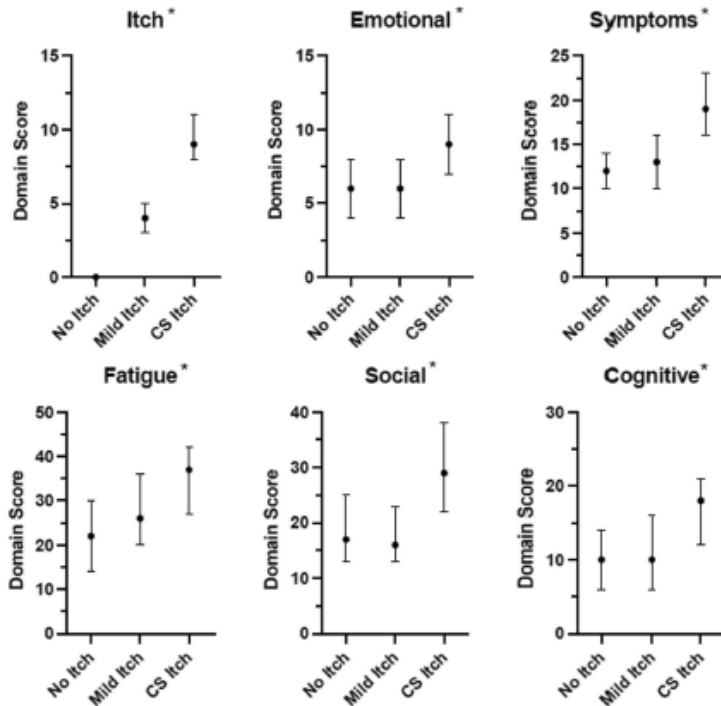 Itch *
Emotional *
Symptoms *
Domain Score
15
10
5
0
No Itch
Mild Itch
CS Itch
Domain Score
15
10
5
0
No Itch
Mild Itch
CS Itch
Domain Score
25
20
15
10
5
0
No Itch
Mild Itch
CS Itch
Fatigue *
Social *
Cognitive *
Domain Score
50
40
30
20
10
0
No Itch
Mild Itch
CS Itch
Domain Score
40
30
20
10
0
No Itch
Mild Itch
CS Itch
Domain Score
30
20
10
0
No Itch
Mild Itch
CS Itch